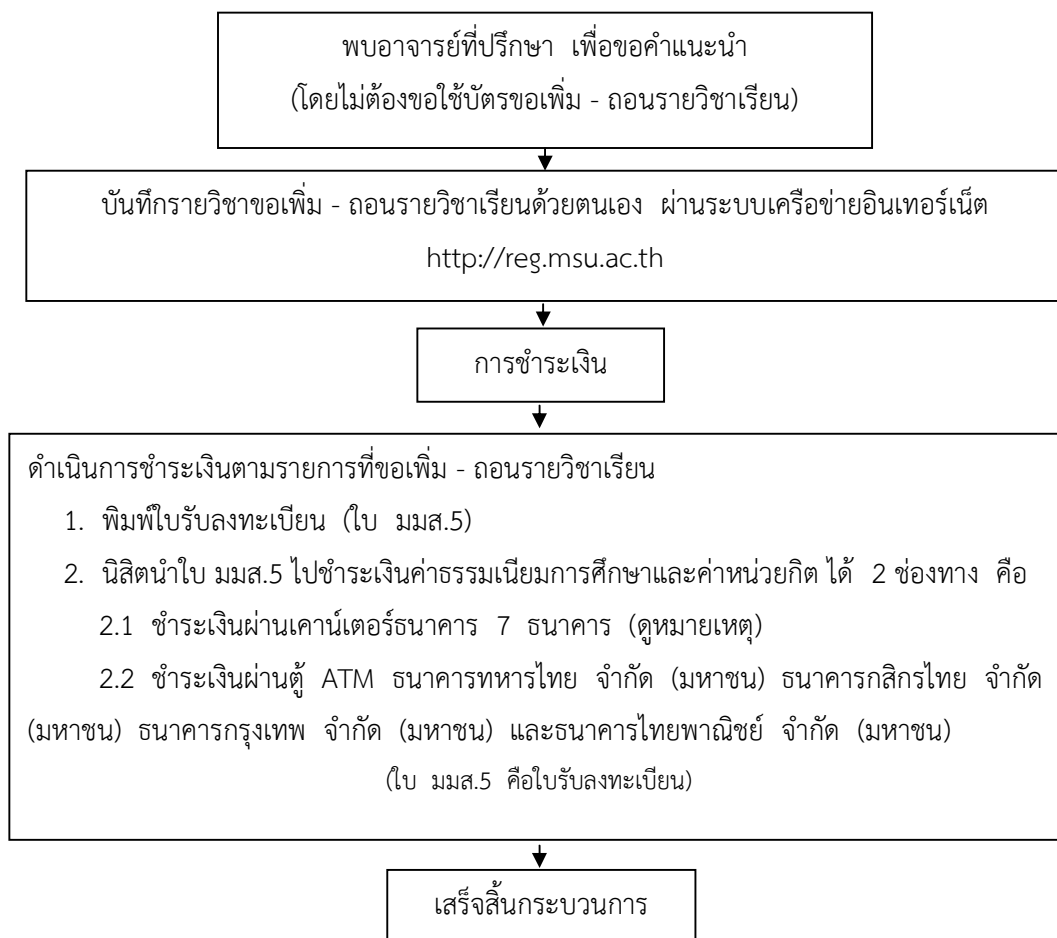 พบอาจารย์ที่ปรึกษา เพื่อขอคำแนะนำ
(โดยไม่ต้องขอใช้บัตรขอเพิ่ม - ถอนรายวิชาเรียน)
บันทึกรายวิชาขอเพิ่ม - ถอนรายวิชาเรียนด้วยตนเอง ผ่านระบบเครือข่ายอินเทอร์เน็ต
http://reg.msu.ac.th
การชำระเงิน
ดำเนินการชำระเงินตามรายการที่ขอเพิ่ม - ถอนรายวิชาเรียน
1. พิมพ์ใบรับลงทะเบียน (ใบ มมส.5)
2. นิสิตนำใบ มมส.5 ไปชำระเงินค่าธรรมเนียมการศึกษาและค่าหน่วยกิต ได้ 2 ช่องทาง คือ
2.1 ชำระเงินผ่านเคาน์เตอร์ธนาคาร 7 ธนาคาร (ดูหมายเหตุ)
2.2 ชำระเงินผ่านตู้ ATM ธนาคารทหารไทย จำกัด (มหาชน) ธนาคารกสิกรไทย จำกัด
(มหาชน) ธนาคารกรุงเทพ จำกัด (มหาชน) และธนาคารไทยพาณิชย์ จำกัด (มหาชน)
(ใบ มมส.5 คือใบรับลงทะเบียน)
เสร็จสิ้นกระบวนการ